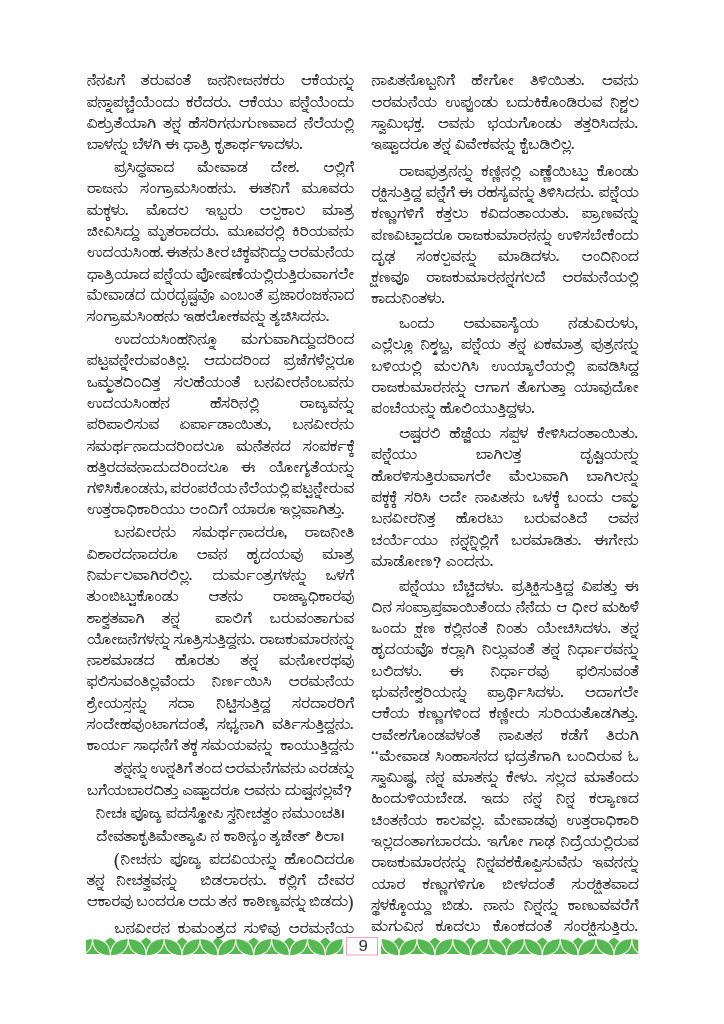 ನೆನಪಿಗೆ ತರುವಂತೆ ಜನನೀಜನಕರು ಆಕೆಯನ್ನು
ಪನ್ನಾಪಚ್ಚೆಯೆಂದು ಕರೆದರು. ಆಕೆಯು ಪನ್ನೆಯೆಂದು
ವಿಶ್ರುತೆಯಾಗಿ ತನ್ನ ಹೆಸರಿಗನುಗುಣವಾದ ನೆಲೆಯಲ್ಲಿ
ಬಾಳನ್ನು ಬೆಳಗಿ ಈ ಧಾತ್ರಿ ಕೃತಾರ್ಥಳಾದಳು.
ಪ್ರಸಿದ್ಧವಾದ ಮೇವಾಡ ದೇಶ. ಅಲ್ಲಿಗೆ
ರಾಜನು ಸಂಗ್ರಾಮಸಿಂಹನು. ಈತನಿಗೆ ಮೂವರು
ಮಕ್ಕಳು. ಮೊದಲ ಇಬ್ಬರು ಅಲ್ಪಕಾಲ ಮಾತ್ರ
ಜೀವಿಸಿದ್ದು ಮೃತರಾದರು. ಮೂವರಲ್ಲಿ ಕಿರಿಯವನು
ಉದಯಸಿಂಹ. ಈತನು ತೀರ ಚಿಕ್ಕವನಿದ್ದು ಅರಮನೆಯ
ಧಾತ್ರಿಯಾದ ಪನ್ನೆಯ ಪೋಷಣೆಯಲ್ಲಿರುತ್ತಿರುವಾಗಲೇ
ಮೇವಾಡದ ದುರದೃಷ್ಟವೊ ಎಂಬಂತೆ ಪ್ರಜಾರಂಜಕನಾದ
ಸಂಗ್ರಾಮಸಿಂಹನು ಇಹಲೋಕವನ್ನು ತ್ಯಜಿಸಿದನು.
ಉದಯಸಿಂಹನಿನ್ನೂ ಮಗುವಾಗಿದ್ದುದರಿಂದ
ಪಟ್ಟವನ್ನೇರುವಂತಿಲ್ಲ. ಆದುದರಿಂದ ಪ್ರಜೆಗಳೆಲ್ಲರೂ
ಒಮ್ಮತದಿಂದಿತ್ತ ಸಲಹೆಯಂತೆ ಬನವೀರನೆಂಬವನು
ಉದಯಸಿಂಹನ ಹೆಸರಿನಲ್ಲಿ ರಾಜ್ಯವನ್ನು
ಪರಿಪಾಲಿಸುವ ಏರ್ಪಾಡಾಯಿತು, ಬನವೀರನು
ಸಮರ್ಥನಾದುದರಿಂದಲೂ ಮನೆತನದ ಸಂಪರ್ಕಕ್ಕೆ
ಹತ್ತಿರದವನಾದುದರಿಂದಲೂ ಈ ಯೋಗ್ಯತೆಯನ್ನು
ಗಳಿಸಿಕೊಂಡನು, ಪರಂಪರೆಯ ನೆಲೆಯಲ್ಲಿ ಪಟ್ಟನ್ನೇರುವ
ಉತ್ತರಾಧಿಕಾರಿಯು ಅಂದಿಗೆ ಯಾರೂ ಇಲ್ಲವಾಗಿತ್ತು.
ಬನವೀರನು ಸಮರ್ಥನಾದರೂ, ರಾಜನೀತಿ
ವಿಶಾರದನಾದರೂ ಅವನ ಹೃದಯವು ಮಾತ್ರ
ನಿರ್ಮಲವಾಗಿರಲಿಲ್ಲ. ದುರ್ಮಂತ್ರಗಳನ್ನು ಒಳಗೆ
ತುಂಬಿಟ್ಟುಕೊಂಡು ಆತನು ರಾಜ್ಯಾಧಿಕಾರವು
ಶಾಶ್ವತವಾಗಿ ತನ್ನ ಪಾಲಿಗೆ ಬರುವಂತಾಗುವ
ಯೋಜನೆಗಳನ್ನು ಸೂತ್ರಿಸುತ್ತಿದ್ದನು. ರಾಜಕುಮಾರನನ್ನು
ನಾಶಮಾಡದ ಹೊರತು ತನ್ನ ಮನೋರಥವು
ಫಲಿಸುವಂತಿಲ್ಲವೆಂದು ನಿರ್ಣಯಿಸಿ ಅರಮನೆಯ
ಶ್ರೇಯಸ್ಸನ್ನು ಸದಾ ನಿಟ್ಟಿಸುತ್ತಿದ್ದ ಸರದಾರರಿಗೆ
ಸಂದೇಹವುಂಟಾಗದಂತೆ, ಸಭ್ಯನಾಗಿ ವರ್ತಿಸುತ್ತಿದ್ದನು.
ಕಾರ್ಯ ಸಾಧನೆಗೆ ತಕ್ಕ ಸಮಯವನ್ನು ಕಾಯುತ್ತಿದ್ದನು
ತನ್ನನ್ನು ಉನ್ನತಿಗೆ ತಂದ ಅರಮನೆಗವನು ಎರಡನ್ನು
ಬಗೆಯಬಾರದಿತ್ತು ಎಷ್ಟಾದರೂ ಅವನು ದುಷ್ಟನಲ್ಲವೆ?
ನೀಚಃ ಪೂಜ್ಯ ಪದಸ್ಥೋಪಿ ಸ್ವನೀಚತ್ವಂ ನಮುಂಚತಿ।
ದೇವತಾಕೃತಿಮೇತ್ಯಾಪಿ ನ ಕಾಠಿನ್ಯಂ ತ್ಯಜೇತ್ ಶಿಲಾ।
(ನೀಚನು ಪೂಜ್ಯ ಪದವಿಯನ್ನು ಹೊಂದಿದರೂ
ತನ್ನ ನೀಚತ್ವವನ್ನು ಬಿಡಲಾರನು. ಕಲ್ಲಿಗೆ ದೇವರ
ಆಕಾರವು ಬಂದರೂ ಅದು ತನ ಕಾಠಿಣ್ಯವನ್ನು ಬಿಡದು)
ಬನವೀರನ ಕುಮಂತ್ರದ ಸುಳಿವು ಅರಮನೆಯ
ನಾಪಿತನೊಬ್ಬನಿಗೆ ಹೇಗೋ ತಿಳಿಯಿತು. ಅವನು
ಅರಮನೆಯ ಉಪ್ಪುಂಡು ಬದುಕಿಕೊಂಡಿರುವ ನಿಶ್ಚಲ
ಸ್ವಾಮಿಭಕ್ತ. ಅವನು ಭಯಗೊಂಡು ತತ್ತರಿಸಿದನು.
ಇಷ್ಟಾದರೂ ತನ್ನ ವಿವೇಕವನ್ನು ಕೈಬಡಿಲಿಲ್ಲ.
ರಾಜಪುತ್ರನನ್ನು ಕಣ್ಣಿನಲ್ಲಿ ಎಣ್ಣೆಯಿಟ್ಟು ಕೊಂಡು
ರಕ್ಷಿಸುತ್ತಿದ್ದ ಪನ್ನೆಗೆ ಈ ರಹಸ್ಯವನ್ನು ತಿಳಿಸಿದನು. ಪನ್ನೆಯ
ಕಣ್ಣುಗಳಿಗೆ ಕತ್ತಲು ಕವಿದಂತಾಯತು. ಪ್ರಾಣವನ್ನು
ಪಣವಿಟ್ಟಾದರೂ ರಾಜಕುಮಾರನನ್ನು ಉಳಿಸಬೇಕೆಂದು
ದೃಢ ಸಂಕಲ್ಪವನ್ನು ಮಾಡಿದಳು. ಅಂದಿನಿಂದ
ಕ್ಷಣವೂ ರಾಜಕುಮಾರನನ್ನಗಲದೆ ಅರಮನೆಯಲ್ಲಿ
ಕಾದುನಿಂತಳು.
ಒಂದು ಅಮವಾಸ್ಯೆಯ ನಡುವಿರುಳು,
ಎಲ್ಲೆಲ್ಲೂ ನಿಶ್ಶಬ್ದ, ಪನ್ನೆಯ ತನ್ನ ಏಕಮಾತ್ರ ಪುತ್ರನನ್ನು
ಬಳಿಯಲ್ಲಿ ಮಲಗಿಸಿ ಉಯ್ಯಾಲೆಯಲ್ಲಿ ಪವಡಿಸಿದ್ದ
ರಾಜಕುಮಾರನನ್ನು ಆಗಾಗ ತೊಗುತ್ತಾ ಯಾವುದೋ
ಪಂಚೆಯನ್ನು ಹೊಲಿಯುತ್ತಿದ್ದಳು.
ಅಷ್ಟರಲಿ ಹೆಜ್ಜೆಯ ಸಪ್ಪಳ ಕೇಳಿಸಿದಂತಾಯಿತು.
ಪನ್ನೆಯು ಬಾಗಿಲತ್ತ ದೃಷ್ಟಿಯನ್ನು
ಹೊರಳಿಸುತ್ತಿರುವಾಗಲೇ ಮೆಲುವಾಗಿ ಬಾಗಿಲನ್ನು
ಪಕ್ಕಕ್ಕೆ ಸರಿಸಿ ಅದೇ ನಾಪಿತನು ಒಳಕ್ಕೆ ಬಂದು ಅಮ್ಮ
ಬನವೀರನಿತ್ತ ಹೊರಟು ಬರುವಂತಿದೆ ಅವನ
ಚರ್ಯೆಯು ನನ್ನನ್ನಿಲ್ಲಿಗೆ ಬರಮಾಡಿತು. ಈಗೇನು
ಮಾಡೋಣ? ಎಂದನು.
ಪನ್ನೆಯು ಬೆಚ್ಚಿದಳು. ಪ್ರತಿಕ್ಷಿಸುತ್ತಿದ್ದ ವಿಪತ್ತು ಈ
ದಿನ ಸಂಪ್ರಾಪ್ತವಾಯಿತೆಂದು ನೆನೆದು ಆ ಧೀರ ಮಹಿಳೆ
ಒಂದು ಕ್ಷಣ ಕಲ್ಲಿನಂತೆ ನಿಂತು ಯೇಚಿಸಿದಳು. ತನ್ನ
ಹೃದಯವೊ ಕಲ್ಲಾಗಿ ನಿಲ್ಲುವಂತೆ ತನ್ನ ನಿರ್ಧಾರವನ್ನು
ಬಲಿದಳು. ಈ ನಿರ್ಧಾರವು ಫಲಿಸುವಂತೆ
ಭುವನೇಶ್ವರಿಯನ್ನು ಪ್ರಾರ್ಥಿಸಿದಳು. ಅದಾಗಲೇ
ಆಕೆಯ ಕಣ್ಣುಗಳಿಂದ ಕಣ್ಣೀರು ಸುರಿಯತೊಡಗಿತ್ತು.
ಆವೇಶಗೊಂಡವಳಂತೆ ನಾಪಿತನ ಕಡೆಗೆ ತಿರುಗಿ
“ಮೇವಾಡ ಸಿಂಹಾಸನದ ಭದ್ರತೆಗಾಗಿ ಬಂದಿರುವ ಓ
ಸ್ವಾಮಿಷ್ಠ, ನನ್ನ ಮಾತನ್ನು ಕೇಳು. ಸಲ್ಲದ ಮಾತೆಂದು
ಹಿಂದುಳಿಯಬೇಡ. ಇದು ನನ್ನ ನಿನ್ನ ಕಲ್ಯಾಣದ
ಚಿಂತನೆಯ ಕಾಲವಲ್ಲ. ಮೇವಾಡವು ಉತ್ತರಾಧಿಕಾರಿ
ಇಲ್ಲದಂತಾಗಬಾರದು. ಇಗೋ ಗಾಢ ನಿದ್ರೆಯಲ್ಲಿರುವ
ರಾಜಕುಮಾರನನ್ನು ನಿನ್ನವಶಕೊಪ್ಪಿಸುವೆನು ಇವನನ್ನು
ಯಾರ ಕಣ್ಣುಗಳಿಗೂ ಬೀಳದಂತೆ ಸುರಕ್ಷಿತವಾದ
ಸ್ಥಳಕ್ಕೊಯ್ದು ಬಿಡು. ನಾನು ನಿನ್ನನ್ನು ಕಾಣುವವರೆಗೆ
ಮಗುವಿನ ಕೂದಲು ಕೊಂಕದಂತೆ ಸಂರಕ್ಷಿಸುತ್ತಿರು.
9